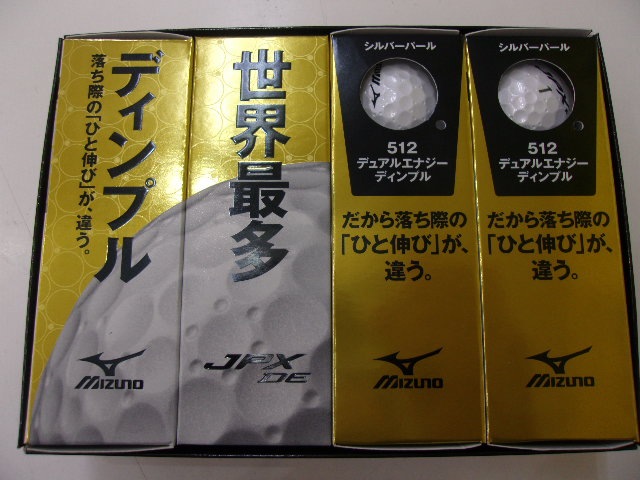 世界最多
ディンプル
落ち際の「ひと伸び」が、違う。
MIZUNO
JPX
DE
シルバーパール
512
デュアルエナジー
ディンプル
だから落ち際の
「ひと伸び」が、
違う。
MIZUNO
シルバーパール
1
512
デュアルエナジー
ディンプル
だから落ち際の
「ひと伸び」が、
違う。
MIZUNO